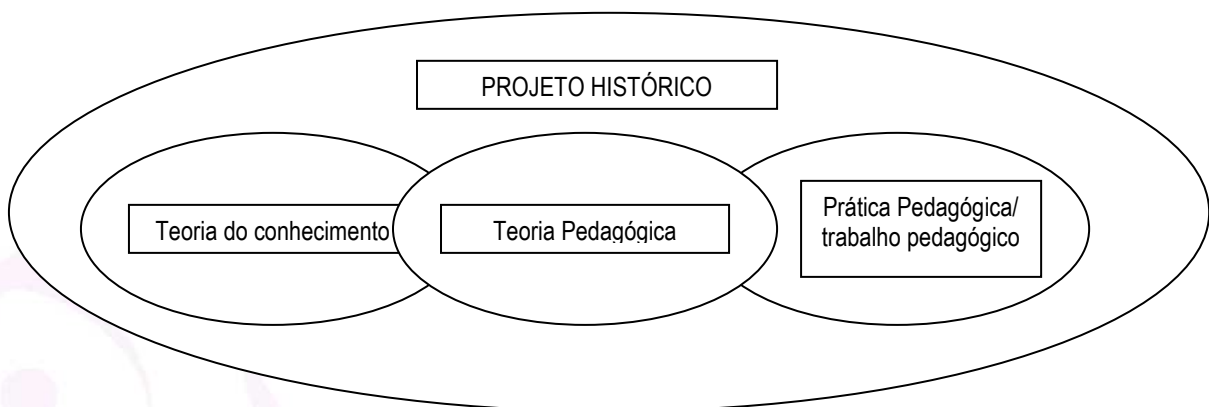 PROJETO HISTÓRICO
Teoria do conhecimento
Teoria Pedagógica
Prática Pedagógica/
trabalho pedagógico